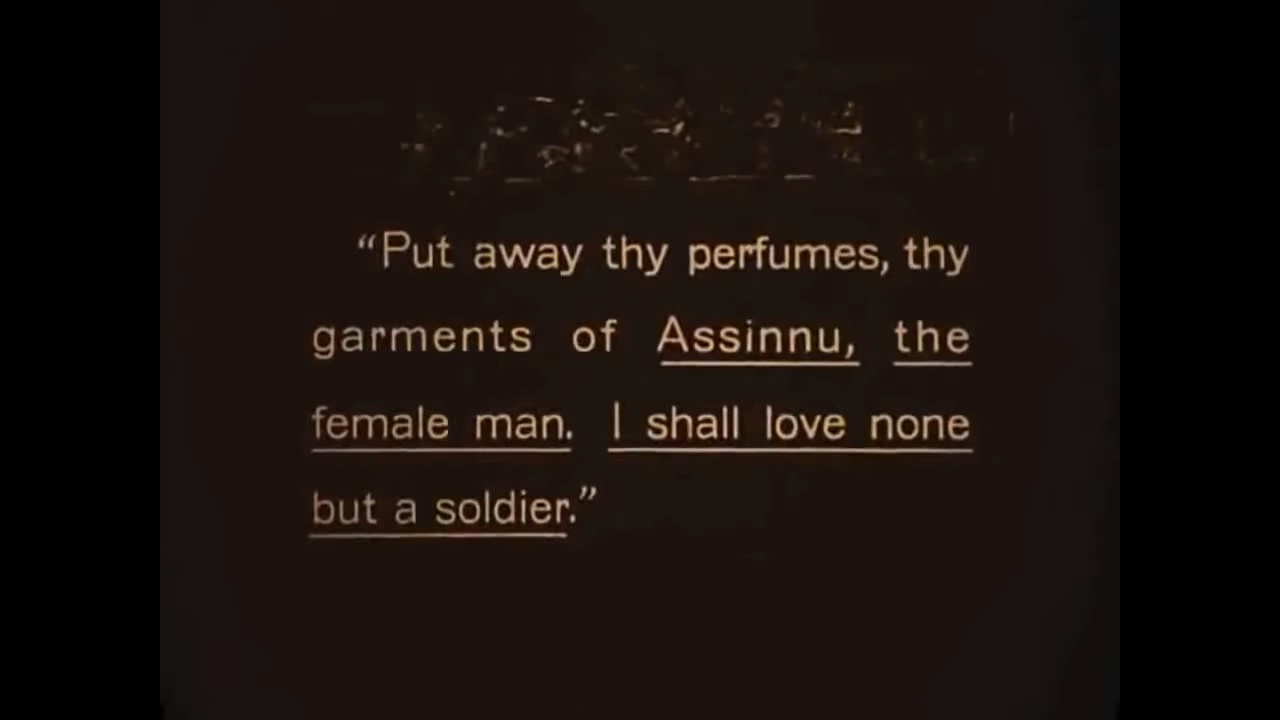 “Put away thy perfumes, thy
garments of Assinnu, the
female man. I shall love none
but a soldier.”